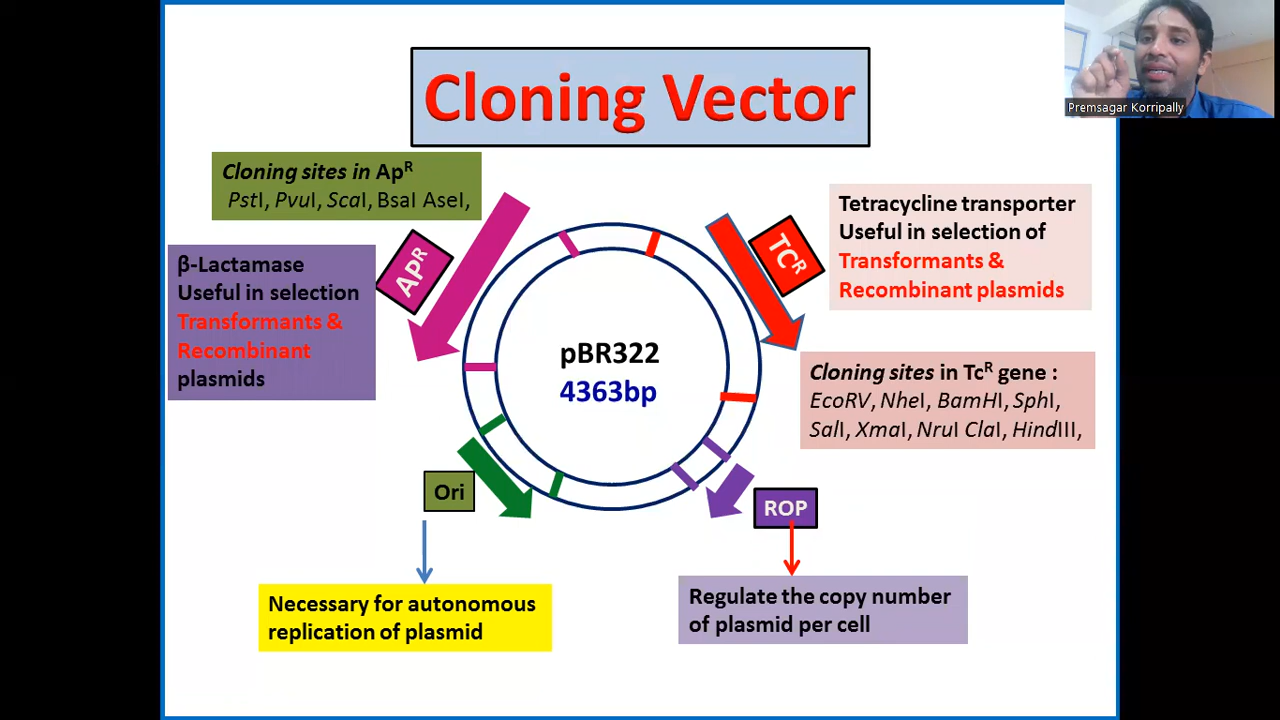 Cloning Vector
Premsagar Korripally
Cloning sites in Apᴿ
PstI, PvuI, ScaI, BsaI AseI,
β-Lactamase
Useful in selection
Transformants &
Recombinant
plasmids
APᴿ
TCᴿ
Tetracycline transporter
Useful in selection of
Transformants &
Recombinant plasmids
pBR322
4363bp
Cloning sites in Tcᴿ gene :
EcoRV, NheI, BamHI, SphI,
SalI, XmaI, NruI ClaI, HindIII,
Ori
ROP
Necessary for autonomous
replication of plasmid
Regulate the copy number
of plasmid per cell